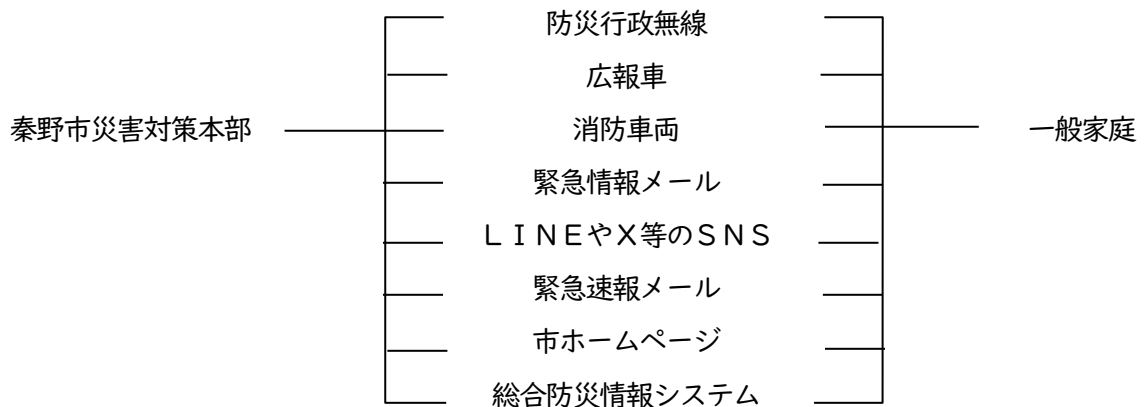 防災行政無線
広報車
秦野市災害対策本部
消防車両
一般家庭
緊急情報メール
ＬＩＮＥやＸ等のＳＮＳ
緊急速報メール
市ホームページ
総合防災情報システム